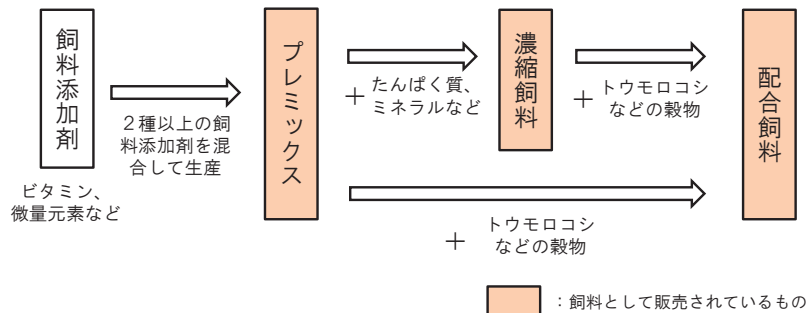 飼料添加剤
ビタミン、
微量元素など
２種以上の飼
料添加剤を混
合して生産
プレミックス
＋
たんぱく質、
ミネラルなど
濃縮飼料
＋
トウモロコシ
などの穀物
＋
トウモロコシ
などの穀物
配合飼料
：飼料として販売されているもの